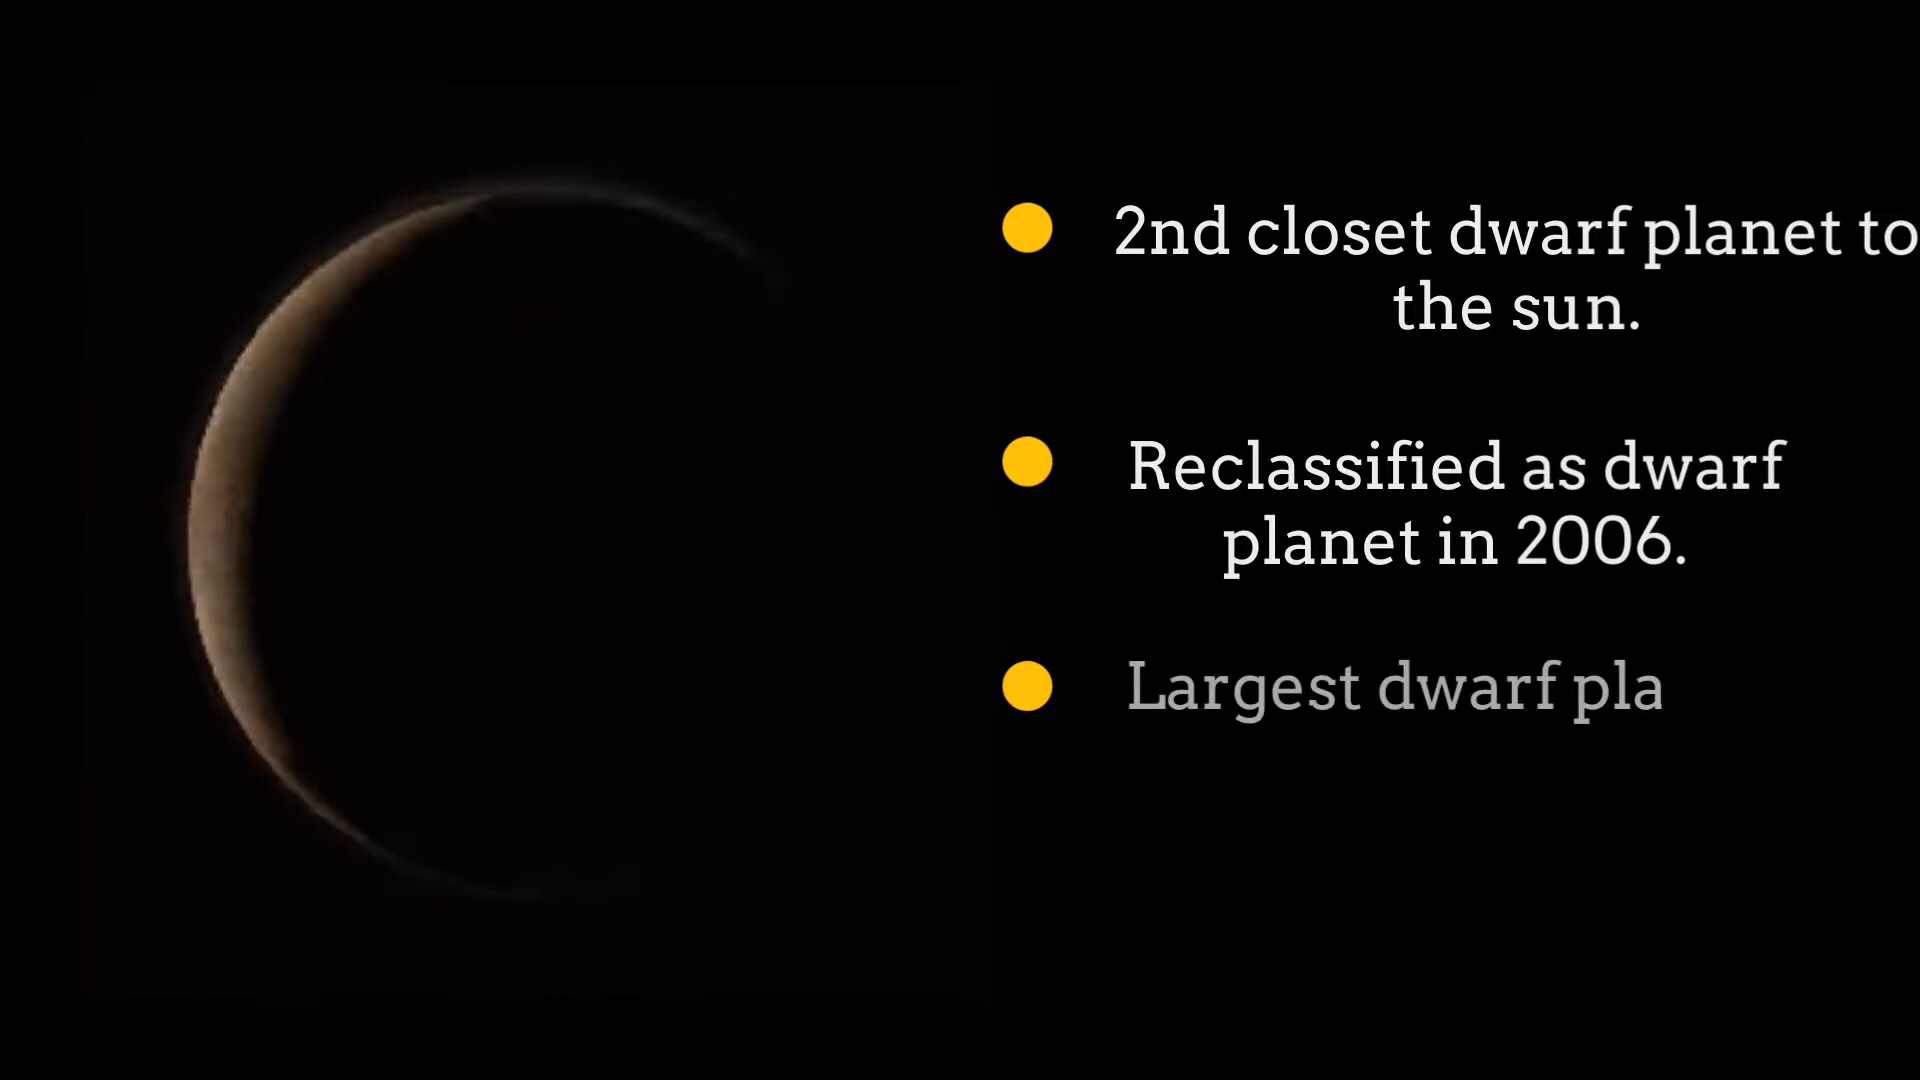 2nd closet dwarf planet to
the sun.
Reclassified as dwarf
planet in 2006.
Largest dwarf pla